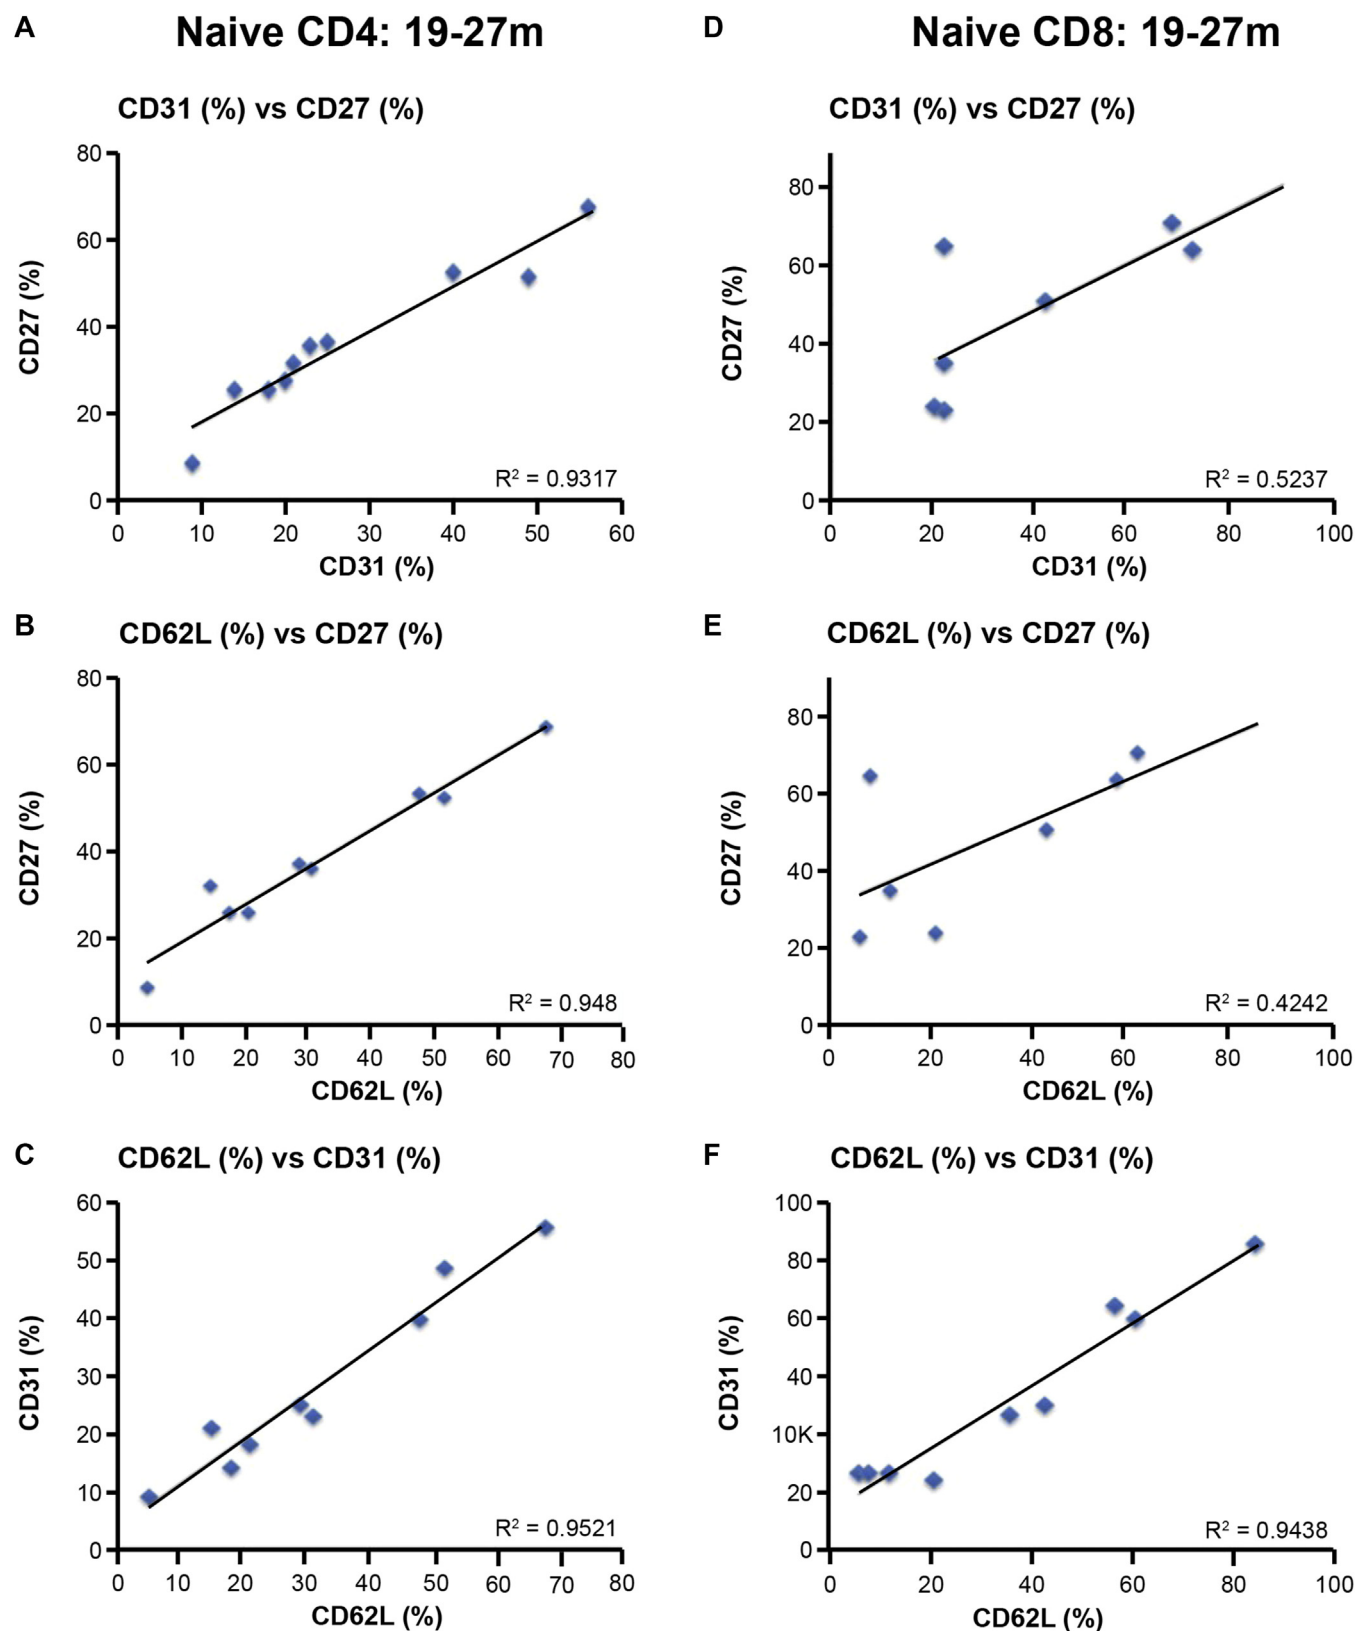 A
Naive CD4: 19-27m
CD31 (%) vs CD27 (%)
80
60
40
20
0
CD27 (%)
R² = 0.9317
0 10 20 30 40 50 60
CD31 (%)
B
CD62L (%) vs CD27 (%)
80
60
40
20
0
CD27 (%)
R² = 0.948
0 10 20 30 40 50 60 70 80
CD62L (%)
C
CD62L (%) vs CD31 (%)
60
50
40
30
20
10
0
CD31 (%)
R² = 0.9521
0 10 20 30 40 50 60 70 80
CD62L (%)
D
Naive CD8: 19-27m
CD31 (%) vs CD27 (%)
80
60
40
20
0
CD27 (%)
R² = 0.5237
0 20 40 60 80 100
CD31 (%)
E
CD62L (%) vs CD27 (%)
80
60
40
20
0
CD27 (%)
R² = 0.4242
0 20 40 60 80 100
CD62L (%)
F
CD62L (%) vs CD31 (%)
100
80
60
40
10K
20
0
CD31 (%)
R² = 0.9438
0 20 40 60 80 100
CD62L (%)